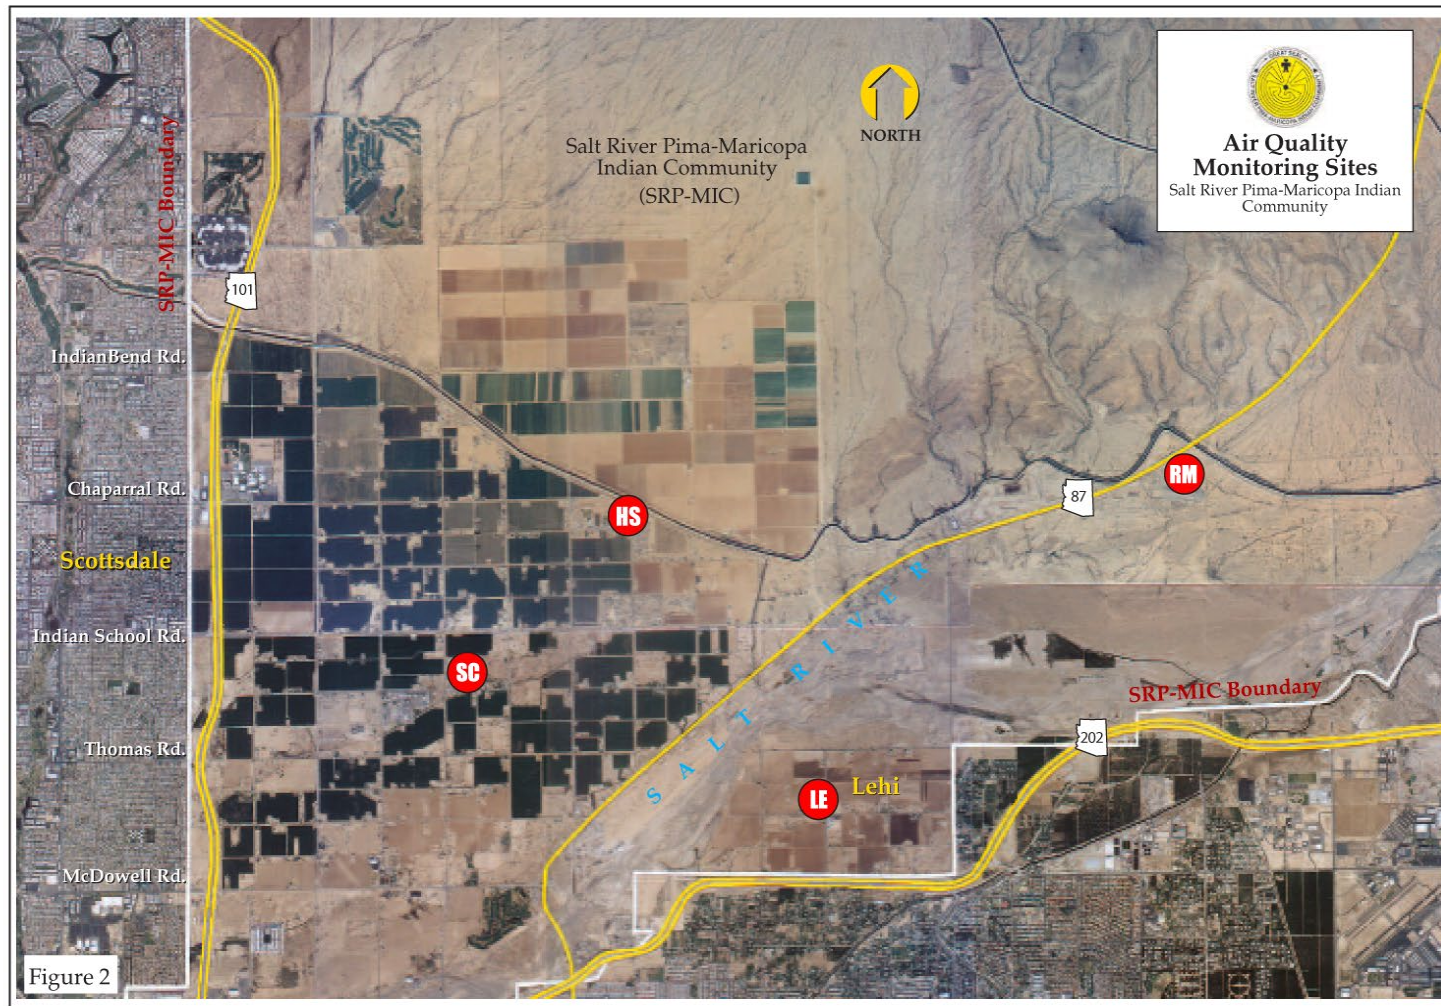 Air Quality
Monitoring Sites
Salt River Pima-Maricopa Indian
Community
NORTH
Salt River Pima-Maricopa
Indian Community
(SRP-MIC)
SRP-MIC Boundary
101
IndianBend Rd.
Chaparral Rd.
HS
RM
87
Scottsdale
SALT RIVER
Indian School Rd.
SC
SRP-MIC Boundary
202
Thomas Rd.
LE
Lehi
McDowell Rd.
Figure 2